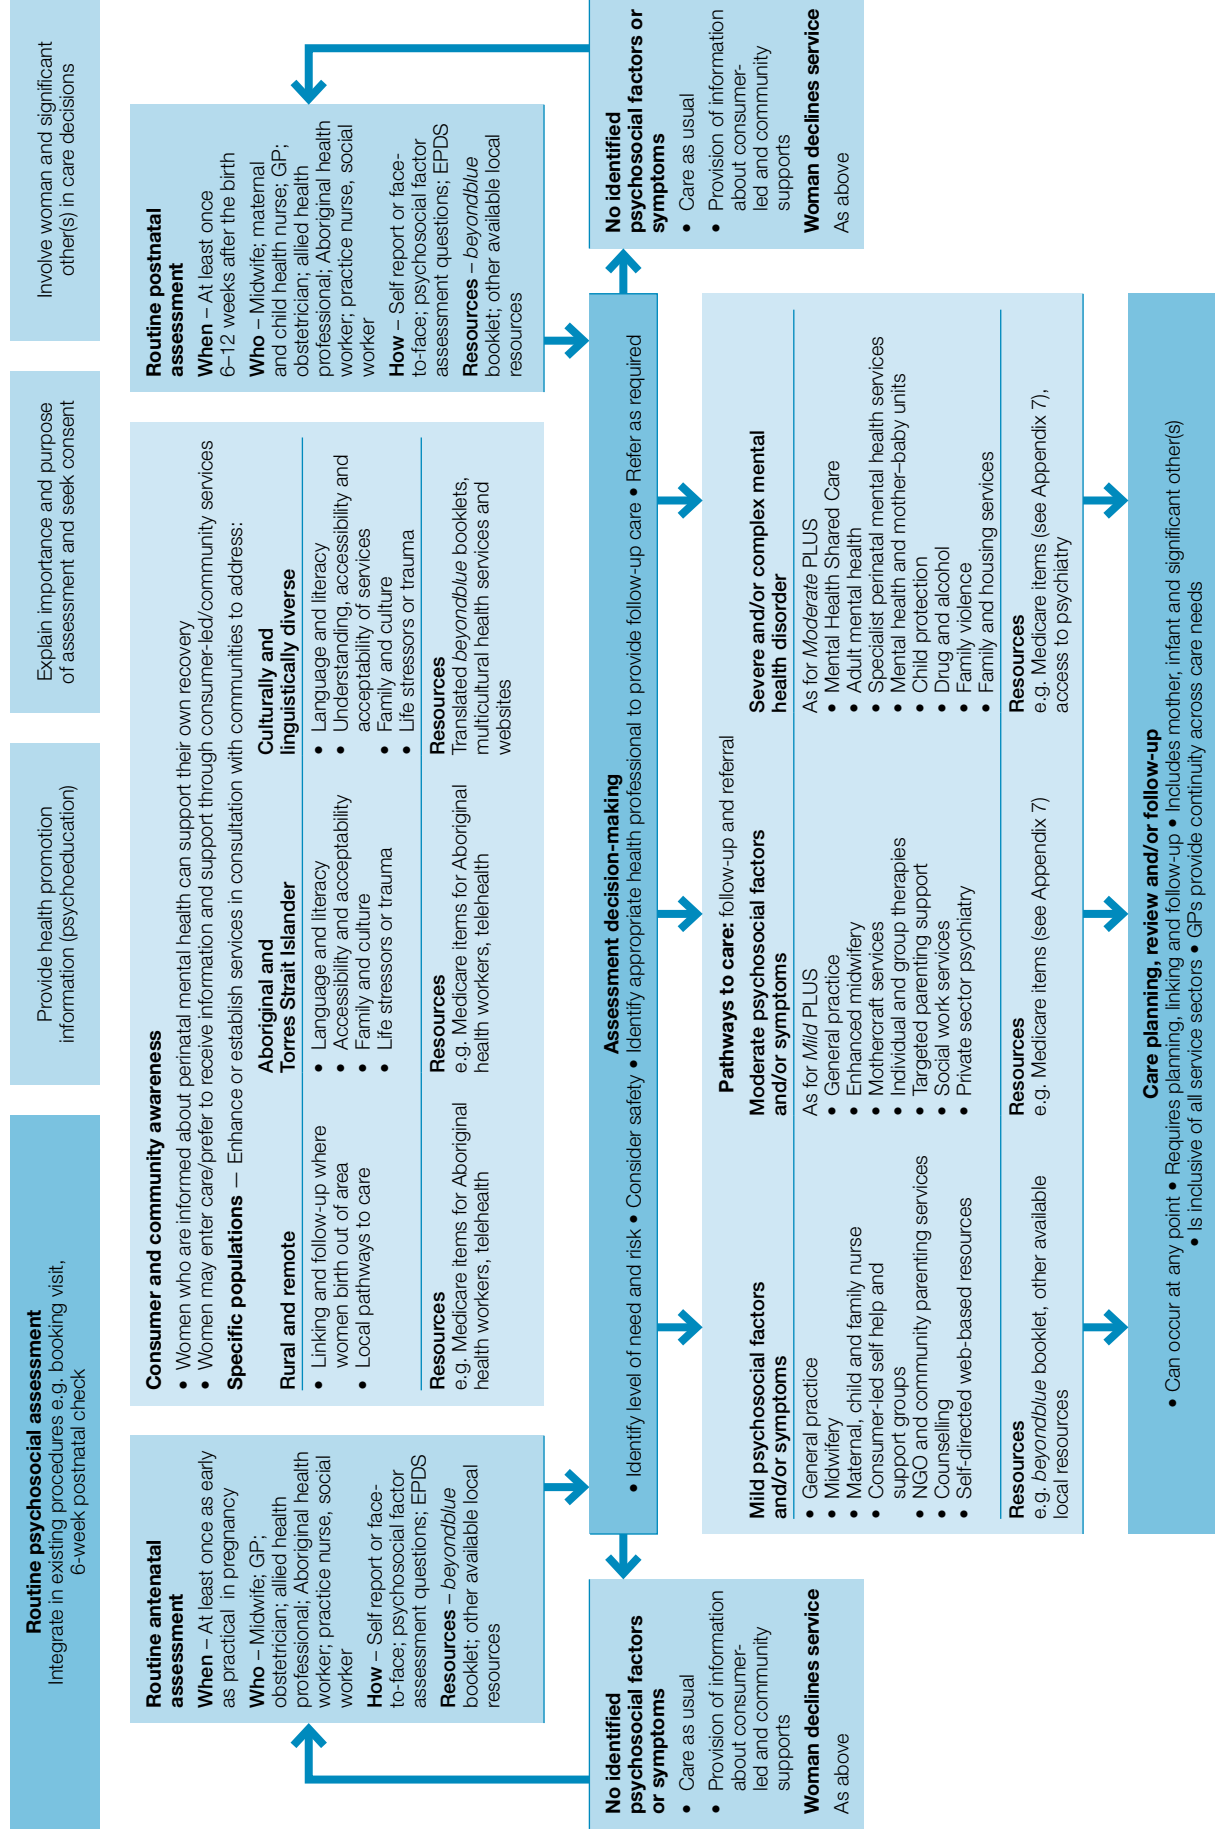 Routine psychosocial assessment
Integrate in existing procedures e.g. booking visit,
6-week postnatal check
Provide health promotion
information (psychoeducation)
Explain importance and purpose
of assessment and seek consent
Involve woman and significant
other(s) in care decisions
Routine antenatal
assessment
When – At least once as early
as practical in pregnancy
Who – Midwife; GP;
obstetrician; allied health
professional; Aboriginal health
worker; practice nurse, social
worker
How – Self report or face-
to-face; psychosocial factor
assessment questions; EPDS
Resources – beyondblue
booklet; other available local
resources
Consumer and community awareness
• Women who are informed about perinatal mental health can support their own recovery
• Women may enter care/prefer to receive information and support through consumer-led/community services
Specific populations — Enhance or establish services in consultation with communities to address:
Rural and remote
• Linking and follow-up where
women birth out of area
• Local pathways to care
Resources
e.g. Medicare items for Aboriginal
health workers, telehealth
Aboriginal and
Torres Strait Islander
• Language and literacy
• Accessibility and acceptability
• Family and culture
• Life stressors or trauma
Resources
e.g. Medicare items for Aboriginal
health workers, telehealth
Culturally and
linguistically diverse
• Language and literacy
• Understanding, accessibility and
acceptability of services
• Family and culture
• Life stressors or trauma
Resources
Translated beyondblue booklets,
multicultural health services and
websites
Routine postnatal
assessment
When – At least once
6–12 weeks after the birth
Who – Midwife; maternal
and child health nurse; GP;
obstetrician; allied health
professional; Aboriginal health
worker; practice nurse, social
worker
How – Self report or face-
to-face; psychosocial factor
assessment questions; EPDS
Resources – beyondblue
booklet; other available local
resources
No identified
psychosocial factors
or symptoms
• Care as usual
• Provision of information
about consumer-
led and community
supports
Woman declines service
As above
Assessment decision-making
• Identify level of need and risk • Consider safety • Identify appropriate health professional to provide follow-up care • Refer as required
No identified
psychosocial factors or
symptoms
• Care as usual
• Provision of information
about consumer-
led and community
supports
Woman declines service
As above
Pathways to care: follow-up and referral
Mild psychosocial factors
and/or symptoms
• General practice
• Midwifery
• Maternal, child and family nurse
• Consumer-led self help and
support groups
• NGO and community parenting services
• Counselling
• Self-directed web-based resources
Resources
e.g. beyondblue booklet, other available
local resources
Moderate psychosocial factors
and/or symptoms
As for Mild PLUS
• General practice
• Enhanced midwifery
• Mothercraft services
• Individual and group therapies
• Targeted parenting support
• Social work services
• Private sector psychiatry
Resources
e.g. Medicare items (see Appendix 7)
Severe and/or complex mental
health disorder
As for Moderate PLUS
• Mental Health Shared Care
• Adult mental health
• Specialist perinatal mental health services
• Mental health and mother–baby units
• Child protection
• Drug and alcohol
• Family violence
• Family and housing services
Resources
e.g. Medicare items (see Appendix 7),
access to psychiatry
Care planning, review and/or follow-up
• Can occur at any point • Requires planning, linking and follow-up • Includes mother, infant and significant other(s)
• Is inclusive of all service sectors • GPs provide continuity across care needs